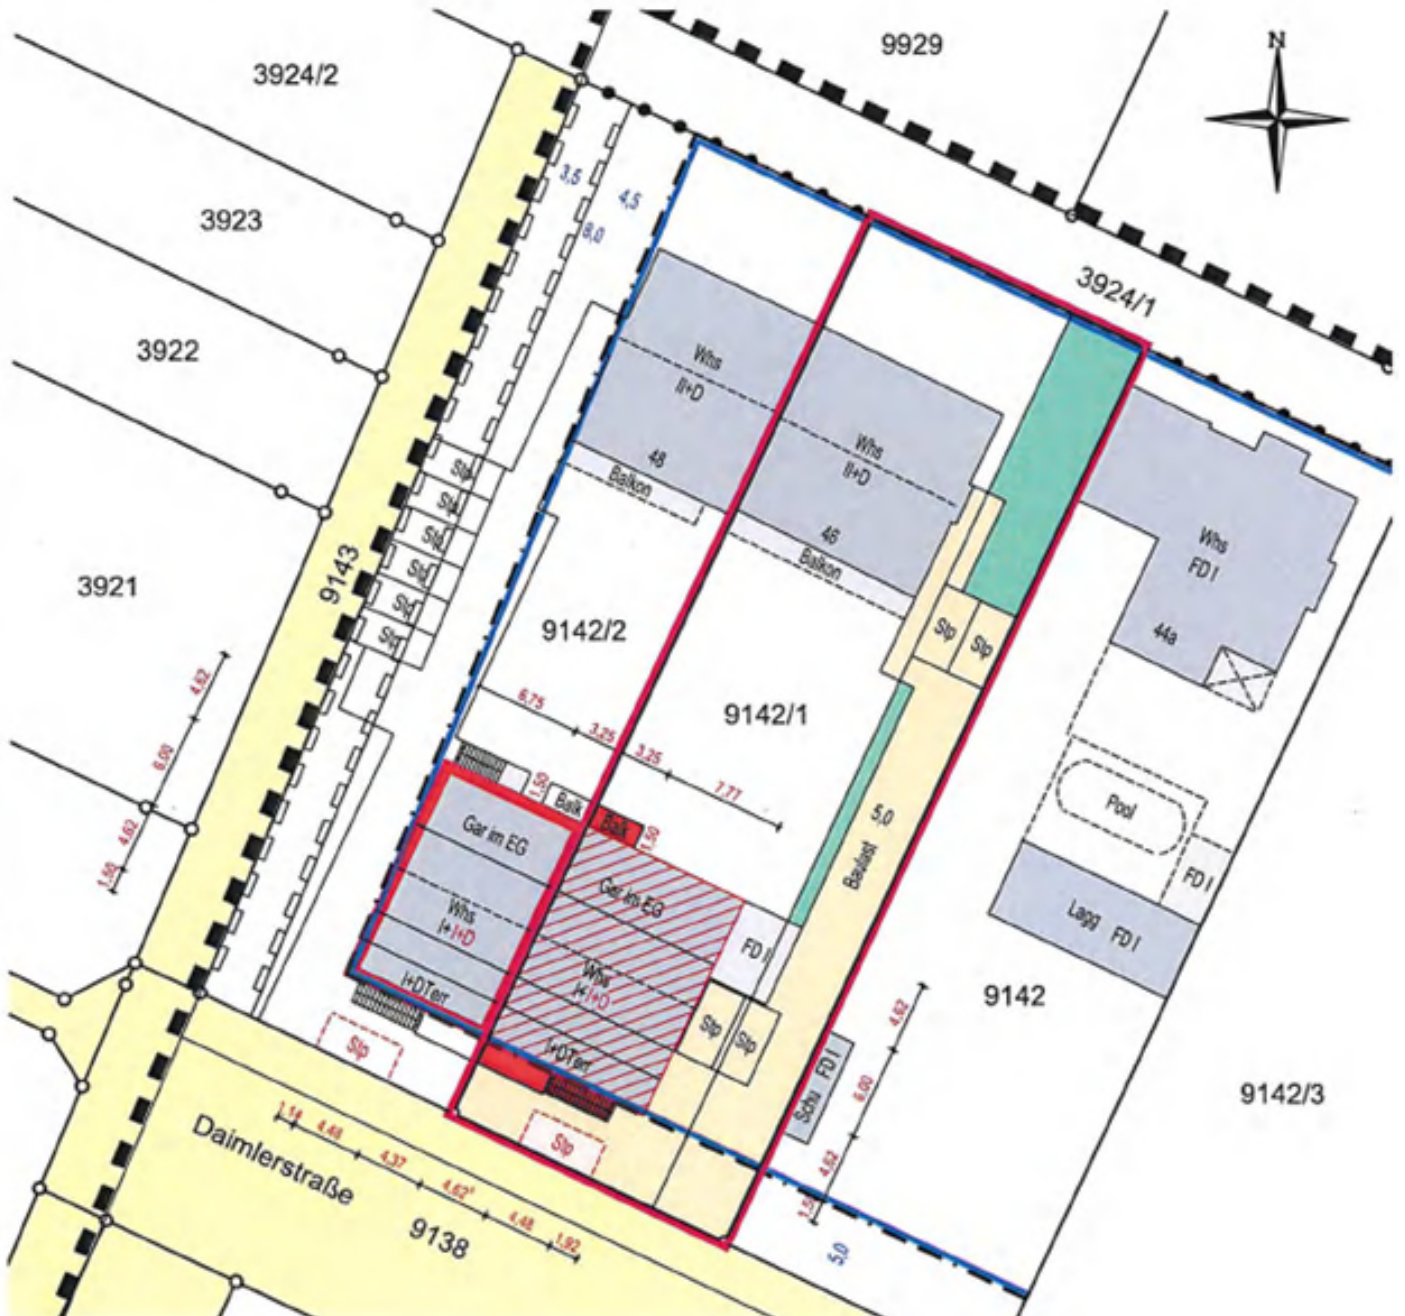 9929
N
3924/2
3,5
4,5
8,0
3923
3924/1
3922
Whs
II+D
48
Balkon
Whs
II+D
46
Balkon
Whs
FD I
44a
Stp
Stp
Stp
Stp
Stp
Stp
9143
3921
9142/2
Stp
Stp
4,62
6,00
4,62
1,50
6,75
3,25
3,25
7,77
9142/1
Pool
FD I
1,50
Balk
Balk
1,50
5,0
Baulast
Gar im EG
Gar im EG
Whs
I+I+D
I+DTerr
FD I
Lagg FD I
Whs
I+I+D
I+DTerr
9142
Stp
Stp
Stp
Schu FD I
4,62
6,00
4,62
9142/3
Stp
1,14
4,48
4,37
4,62⁵
4,48
1,92
Daimlerstraße
9138
5,0